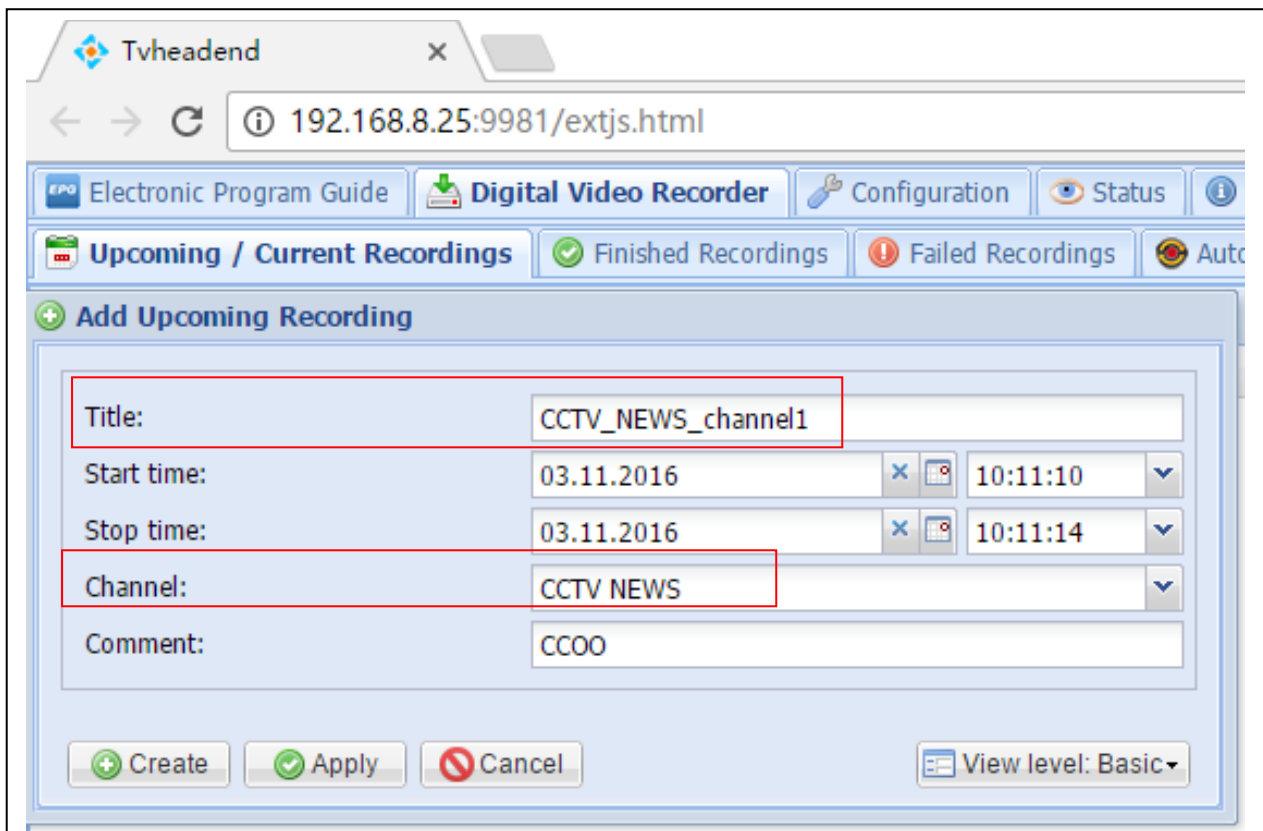 Tvheadend
192.168.8.25:9981/extjs.html
EPG Electronic Program Guide Digital Video Recorder Configuration Status
Upcoming / Current Recordings Finished Recordings Failed Recordings Auto
Add Upcoming Recording
Title: CCTV_NEWS_channel1
Start time: 03.11.2016 10:11:10
Stop time: 03.11.2016 10:11:14
Channel: CCTV NEWS
Comment: CCOO
Create Apply Cancel View level: Basic